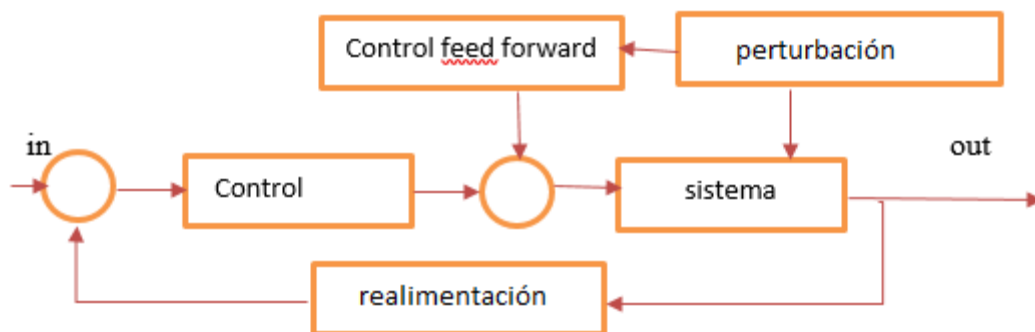 Control feed forward
perturbación
in
out
Control
sistema
realimentación